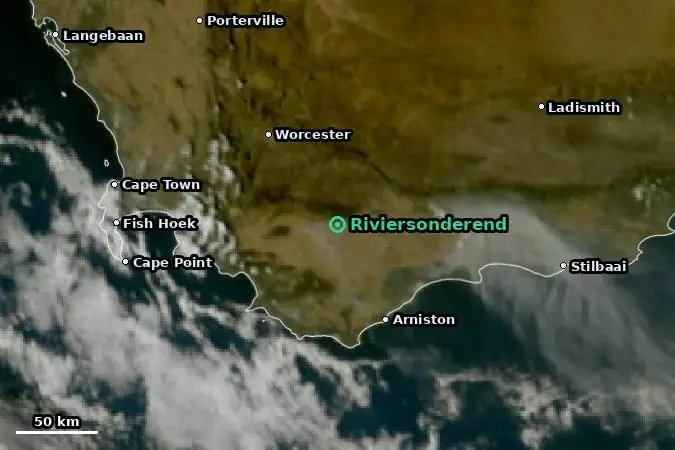 Porterville
Langebaan
Ladismith
Worcester
Cape Town
Fish Hoek
Riviersonderend
Cape Point
Stilbaai
Arniston
50 km